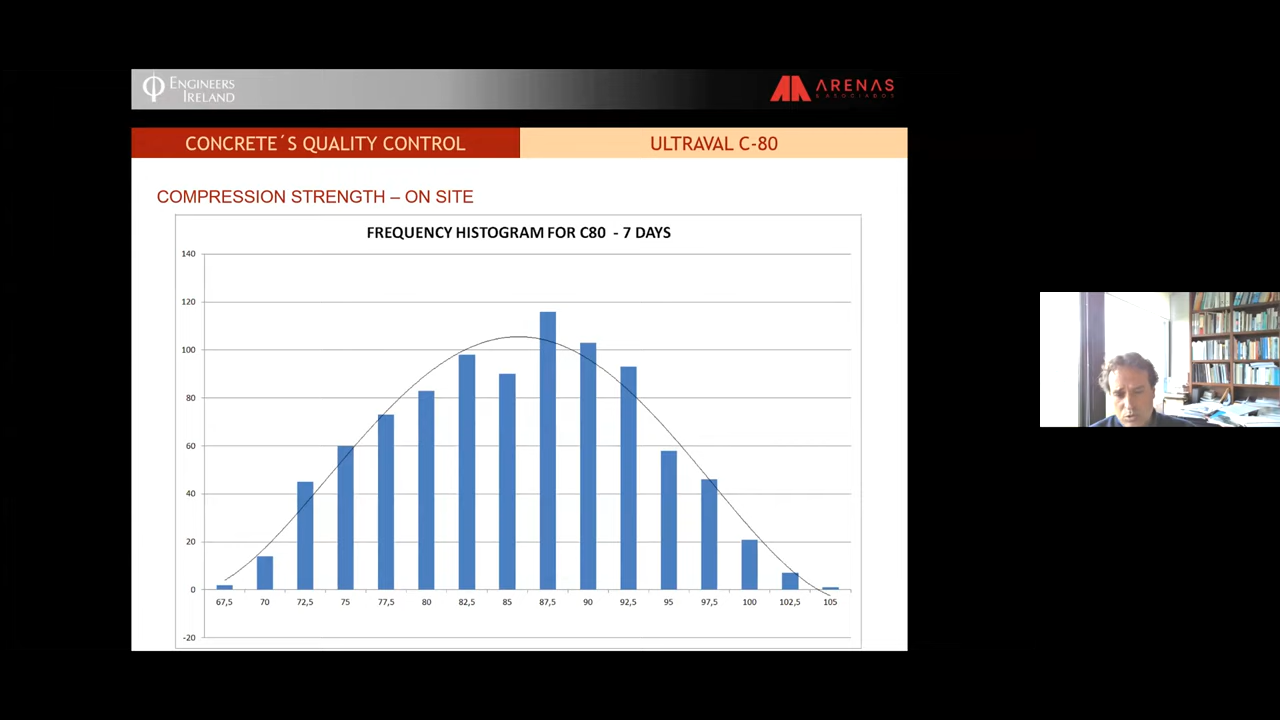 ENGINEERS
IRELAND
ARENAS
& ASOCIADOS
CONCRETE´S QUALITY CONTROL
ULTRAVAL C-80
COMPRESSION STRENGTH – ON SITE
FREQUENCY HISTOGRAM FOR C80 - 7 DAYS
140
120
100
80
60
40
20
0
67,5 70 72,5 75 77,5 80 82,5 85 87,5 90 92,5 95 97,5 100 102,5 105
-20